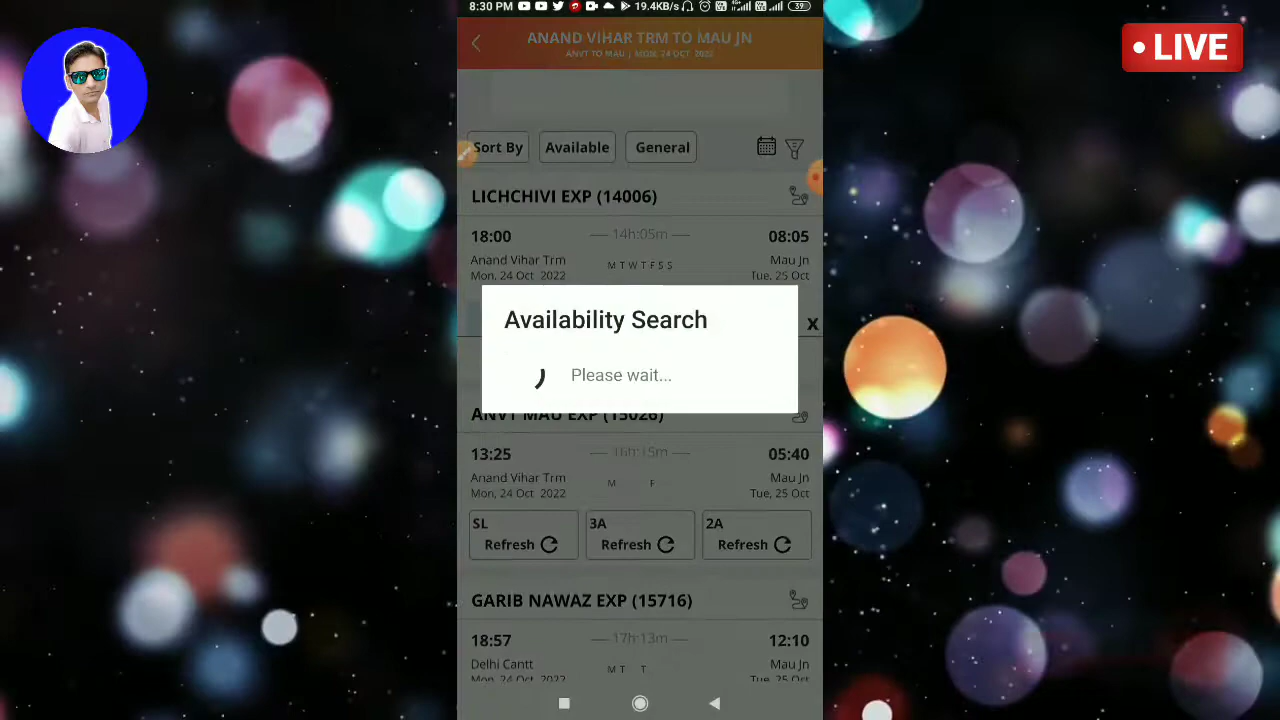 8:30 PM 19.4KB/s 4G+ 39
LIVE
ANAND VIHAR TRM TO MAU JN
ANVT TO MAU | MON, 24 OCT 2022
Sort By Available General
LICHCHIVI EXP (14006)
18:00 14h:05m 08:05
Anand Vihar Trm M T W T F S S Mau Jn
Mon, 24 Oct 2022 Tue, 25 Oct
Availability Search
X
Please wait...
ANVT MAU EXP (15026)
13:25 16h:15m 05:40
Anand Vihar Trm M F Mau Jn
Mon, 24 Oct 2022 Tue, 25 Oct
SL 3A 2A
Refresh Refresh Refresh
GARIB NAWAZ EXP (15716)
18:57 17h:13m 12:10
Delhi Cantt M T T Mau Jn
Mon, 24 Oct 2022 Tue, 25 Oct